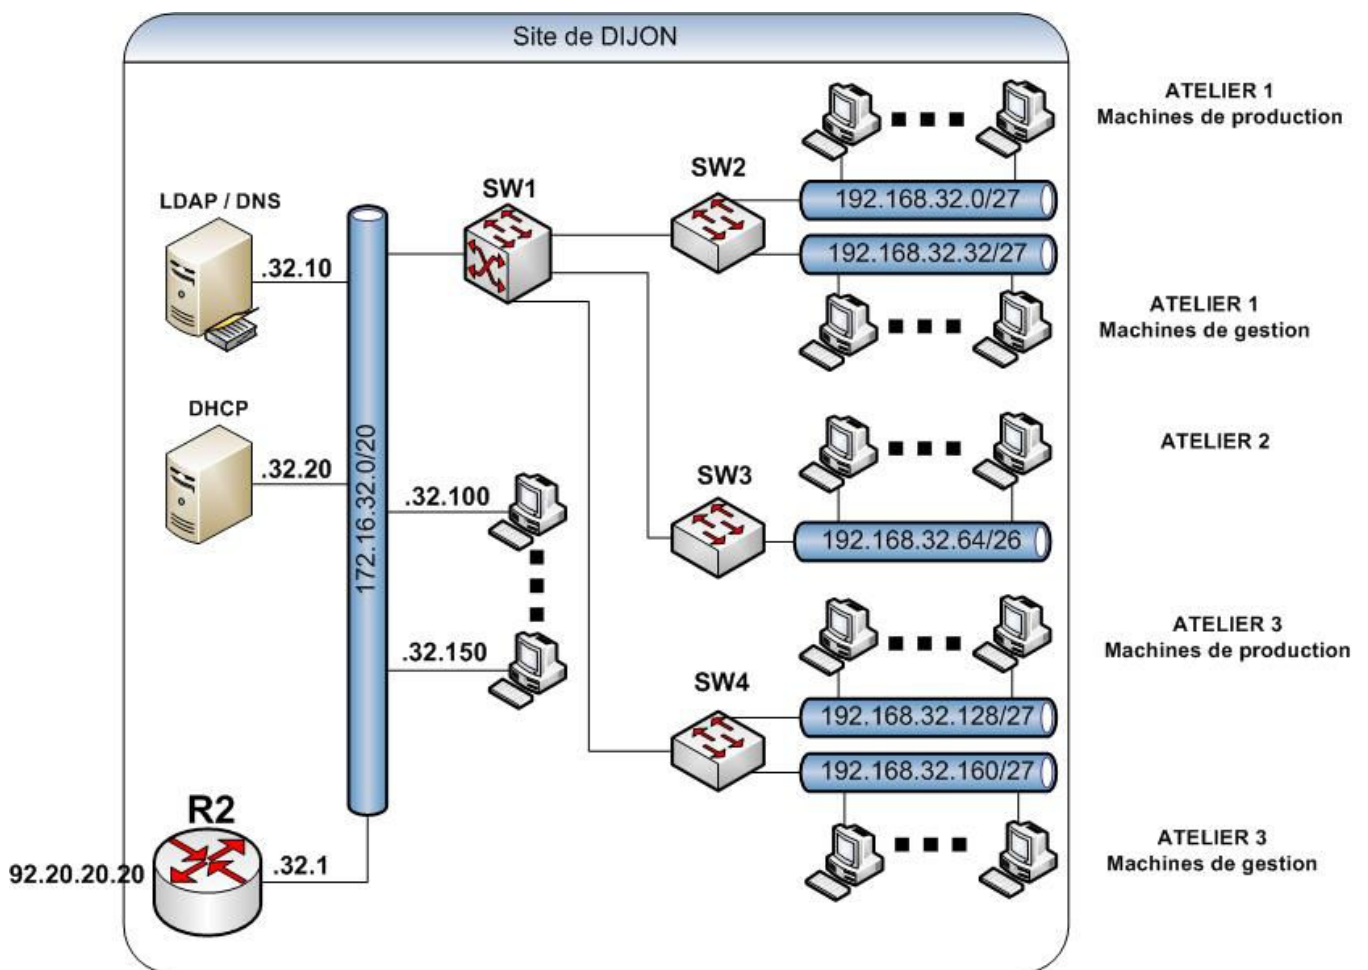 Site de DIJON
ATELIER 1
Machines de production
SW2
SW1
LDAP / DNS
192.168.32.0/27
192.168.32.32/27
.32.10
ATELIER 1
Machines de gestion
DHCP
172.16.32.0/20
ATELIER 2
.32.20
.32.100
SW3
192.168.32.64/26
ATELIER 3
Machines de production
.32.150
SW4
192.168.32.128/27
192.168.32.160/27
R2
ATELIER 3
Machines de gestion
92.20.20.20
.32.1